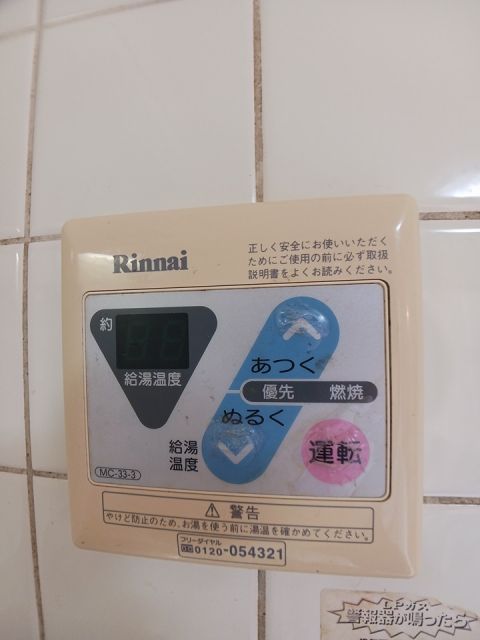 Rinnai
正しく安全にお使いいただく
ためにご使用の前に必ず取扱
説明書をよくお読みください。
約
給湯温度
あつく
優先 燃焼
ぬるく
給湯
温度
運転
MC-33-3
⚠ 警告
やけど防止のため、お湯を使う前に湯温を確かめてください。
フリーダイヤル
0120-054321
LPガス
警報器が鳴ったら